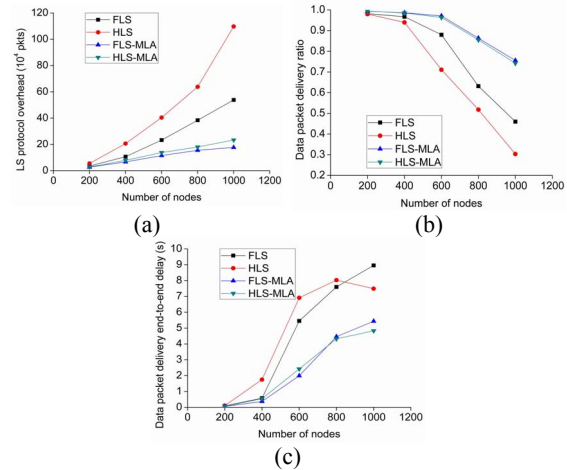 LS protocol overhead (10⁴ pkts)
120
100
80
60
40
20
0
FLS
HLS
FLS-MLA
HLS-MLA
0 200 400 600 800 1000 1200
Number of nodes
(a)
Data packet delivery ratio
1.0
0.9
0.8
0.7
0.6
0.5
0.4
0.3
0.2
FLS
HLS
FLS-MLA
HLS-MLA
0 200 400 600 800 1000 1200
Number of nodes
(b)
Data packet delivery end-to-end delay (s)
10
9
8
7
6
5
4
3
2
1
0
FLS
HLS
FLS-MLA
HLS-MLA
0 200 400 600 800 1000 1200
Number of nodes
(c)